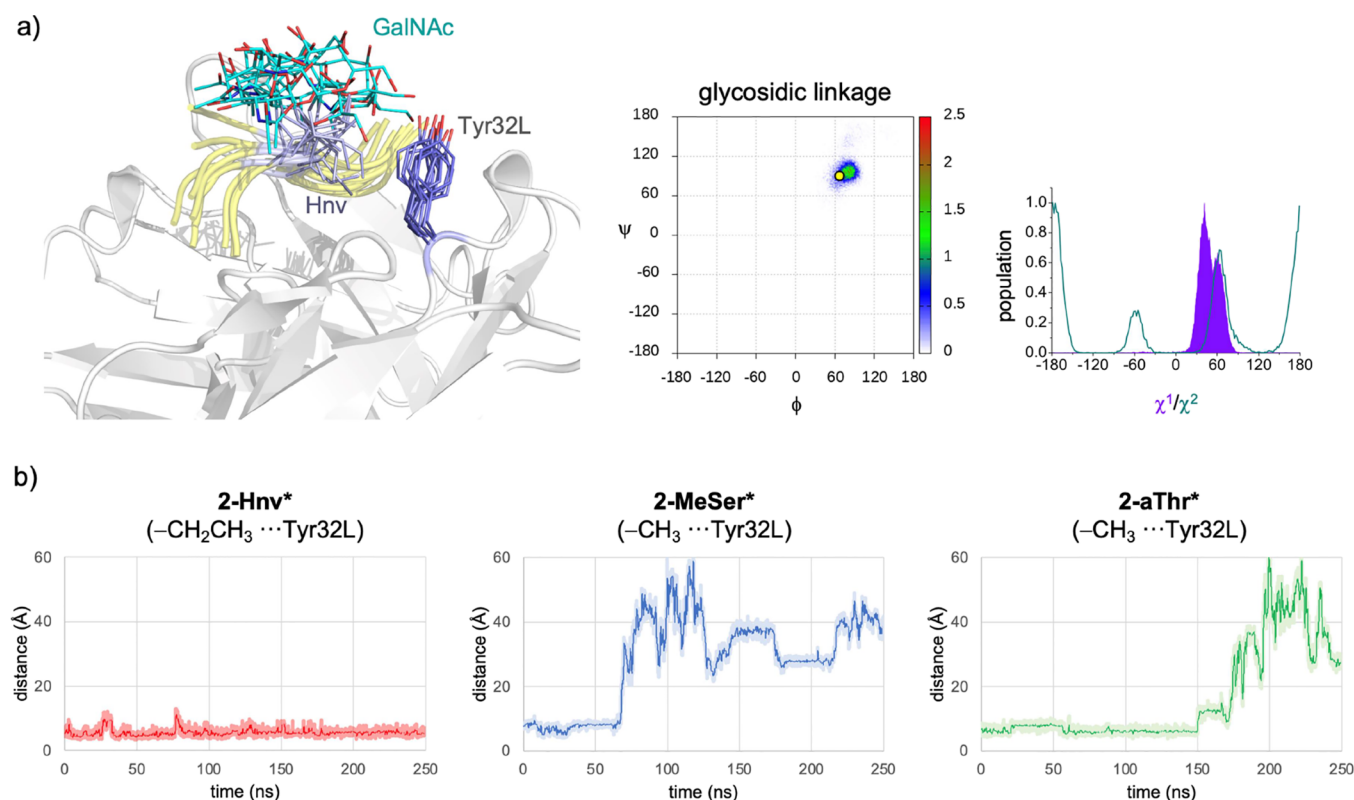 a)
GalNAc
Tyr32L
Hnv
glycosidic linkage
180
120
60
0
-60
-120
-180
ψ
-180 -120 -60 0 60 120 180
ϕ
2.5
2
1.5
1
0.5
0
population
1.0
0.8
0.6
0.4
0.2
0.0
-180 -120 -60 0 60 120 180
χ¹/χ²
b)
2-Hnv*
(–CH₂CH₃ ···Tyr32L)
distance (Å)
60
40
20
0
0 50 100 150 200 250
time (ns)
2-MeSer*
(–CH₃ ···Tyr32L)
distance (Å)
60
40
20
0
0 50 100 150 200 250
time (ns)
2-aThr*
(–CH₃ ···Tyr32L)
distance (Å)
60
40
20
0
0 50 100 150 200 250
time (ns)